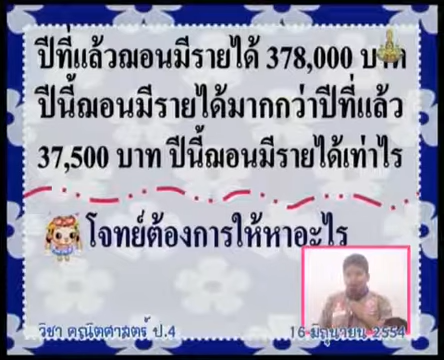 ปีที่แล้วฌอนมีรายได้ 378,000 บาท
ปีนี้ฌอนมีรายได้มากกว่าปีที่แล้ว
37,500 บาท ปีนี้ฌอนมีรายได้เท่าไร
โจทย์ต้องการให้หาอะไร
วิชา คณิตศาสตร์ ป.4
16 มิถุนายน 2554